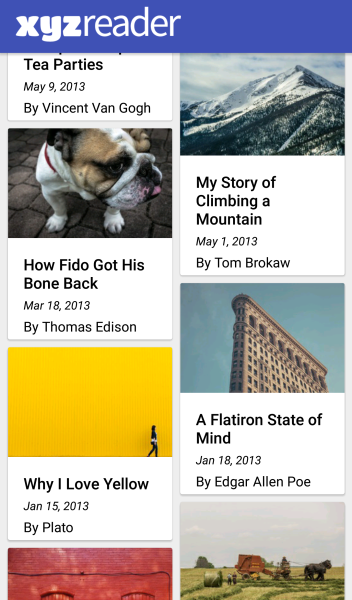 xyzreader
Tea Parties
May 9, 2013
By Vincent Van Gogh
How Fido Got His
Bone Back
Mar 18, 2013
By Thomas Edison
Why I Love Yellow
Jan 15, 2013
By Plato
My Story of
Climbing a
Mountain
May 1, 2013
By Tom Brokaw
A Flatiron State of
Mind
Jan 18, 2013
By Edgar Allen Poe